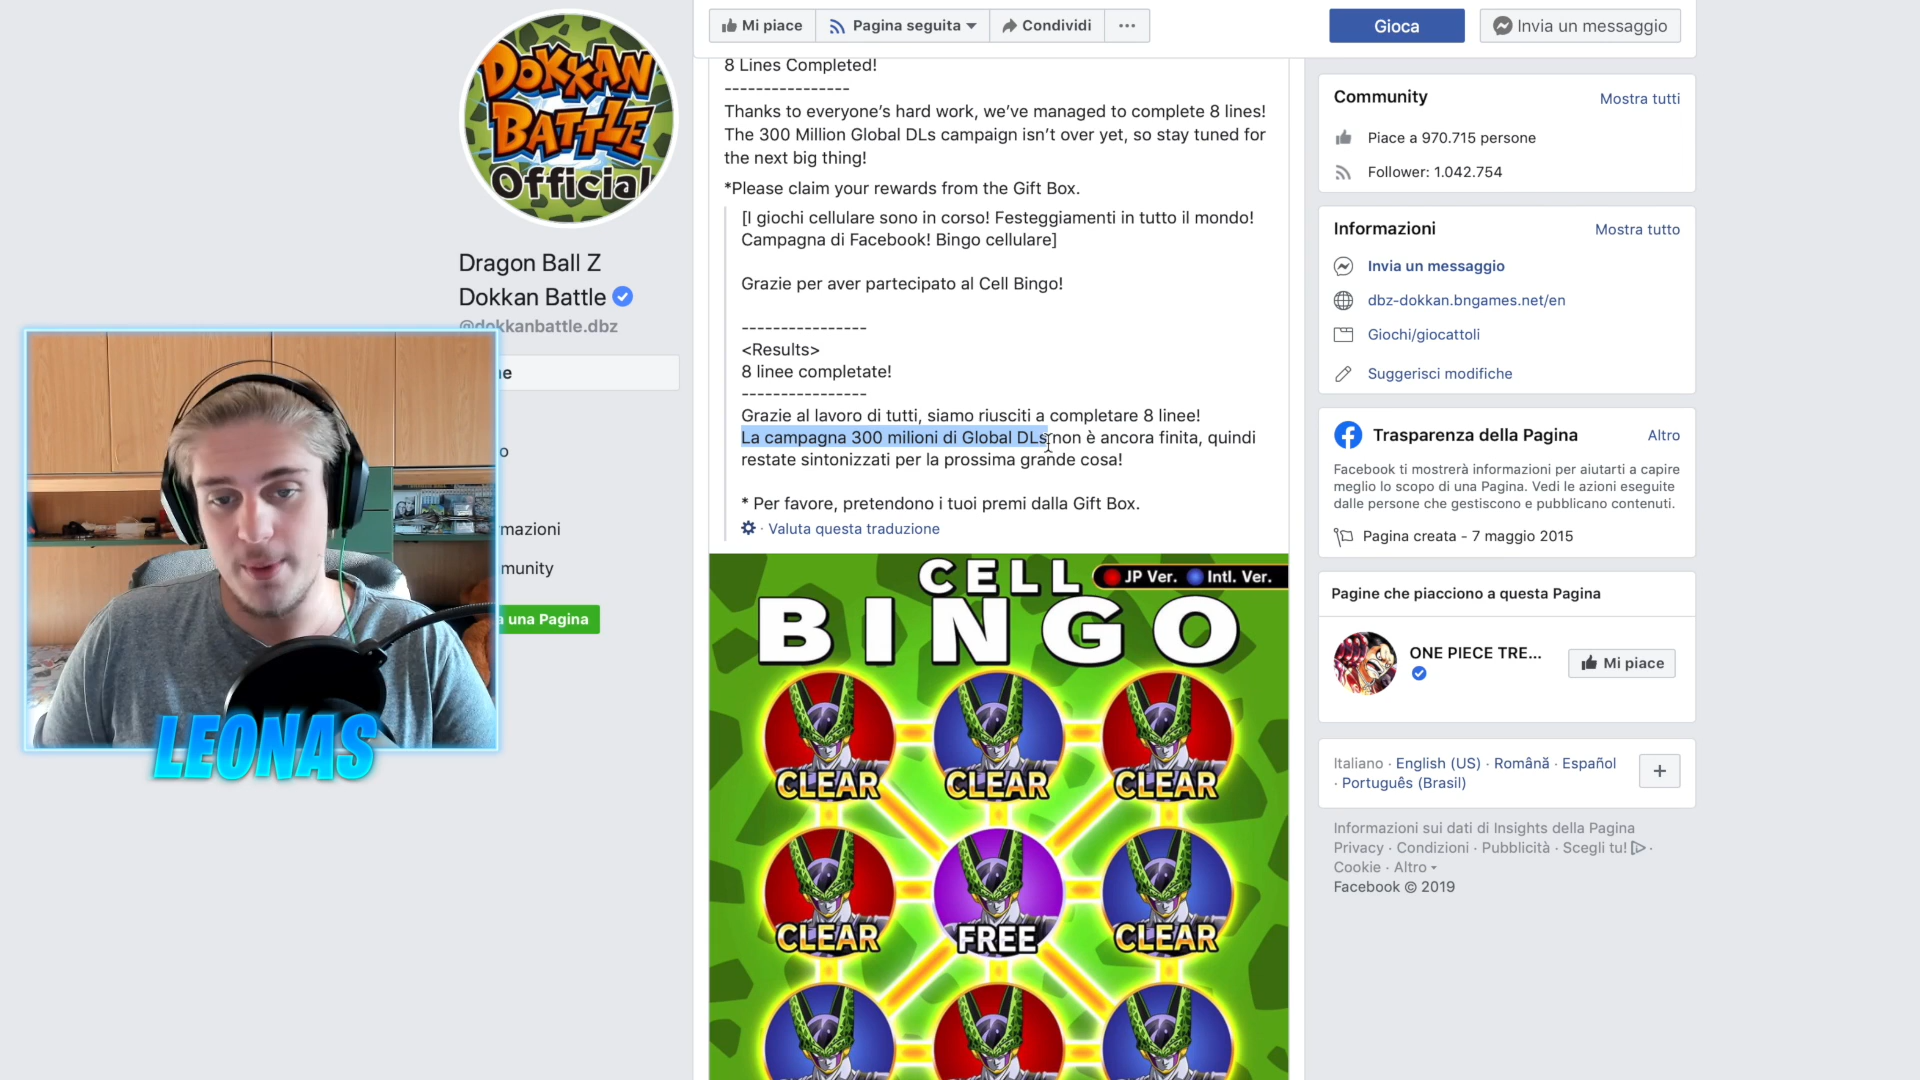 DOKKAN
BATTLE
Official
Dragon Ball Z
Dokkan Battle
@dokkanbattle.dbz
mazioni
munity
una Pagina
LEONAS
Mi piace
Pagina seguita
Condividi
Gioca
Invia un messaggio
8 Lines Completed!
----------------
Thanks to everyone’s hard work, we’ve managed to complete 8 lines!
The 300 Million Global DLs campaign isn’t over yet, so stay tuned for
the next big thing!
*Please claim your rewards from the Gift Box.
[I giochi cellulare sono in corso! Festeggiamenti in tutto il mondo!
Campagna di Facebook! Bingo cellulare]
Grazie per aver partecipato al Cell Bingo!
----------------
<Results>
8 linee completate!
----------------
Grazie al lavoro di tutti, siamo riusciti a completare 8 linee!
La campagna 300 milioni di Global DLs non è ancora finita, quindi
restate sintonizzati per la prossima grande cosa!
* Per favore, pretendono i tuoi premi dalla Gift Box.
· Valuta questa traduzione
CELL
JP Ver. Intl. Ver.
BINGO
CLEAR CLEAR CLEAR
CLEAR FREE CLEAR
Community
Mostra tutti
Piace a 970.715 persone
Follower: 1.042.754
Informazioni
Mostra tutto
Invia un messaggio
dbz-dokkan.bngames.net/en
Giochi/giocattoli
Suggerisci modifiche
Trasparenza della Pagina
Altro
Facebook ti mostrerà informazioni per aiutarti a capire
meglio lo scopo di una Pagina. Vedi le azioni eseguite
dalle persone che gestiscono e pubblicano contenuti.
Pagina creata - 7 maggio 2015
Pagine che piacciono a questa Pagina
ONE PIECE TRE...
Mi piace
Italiano · English (US) · Română · Español
· Português (Brasil)
Informazioni sui dati di Insights della Pagina
Privacy · Condizioni · Pubblicità · Scegli tu! ·
Cookie · Altro
Facebook © 2019